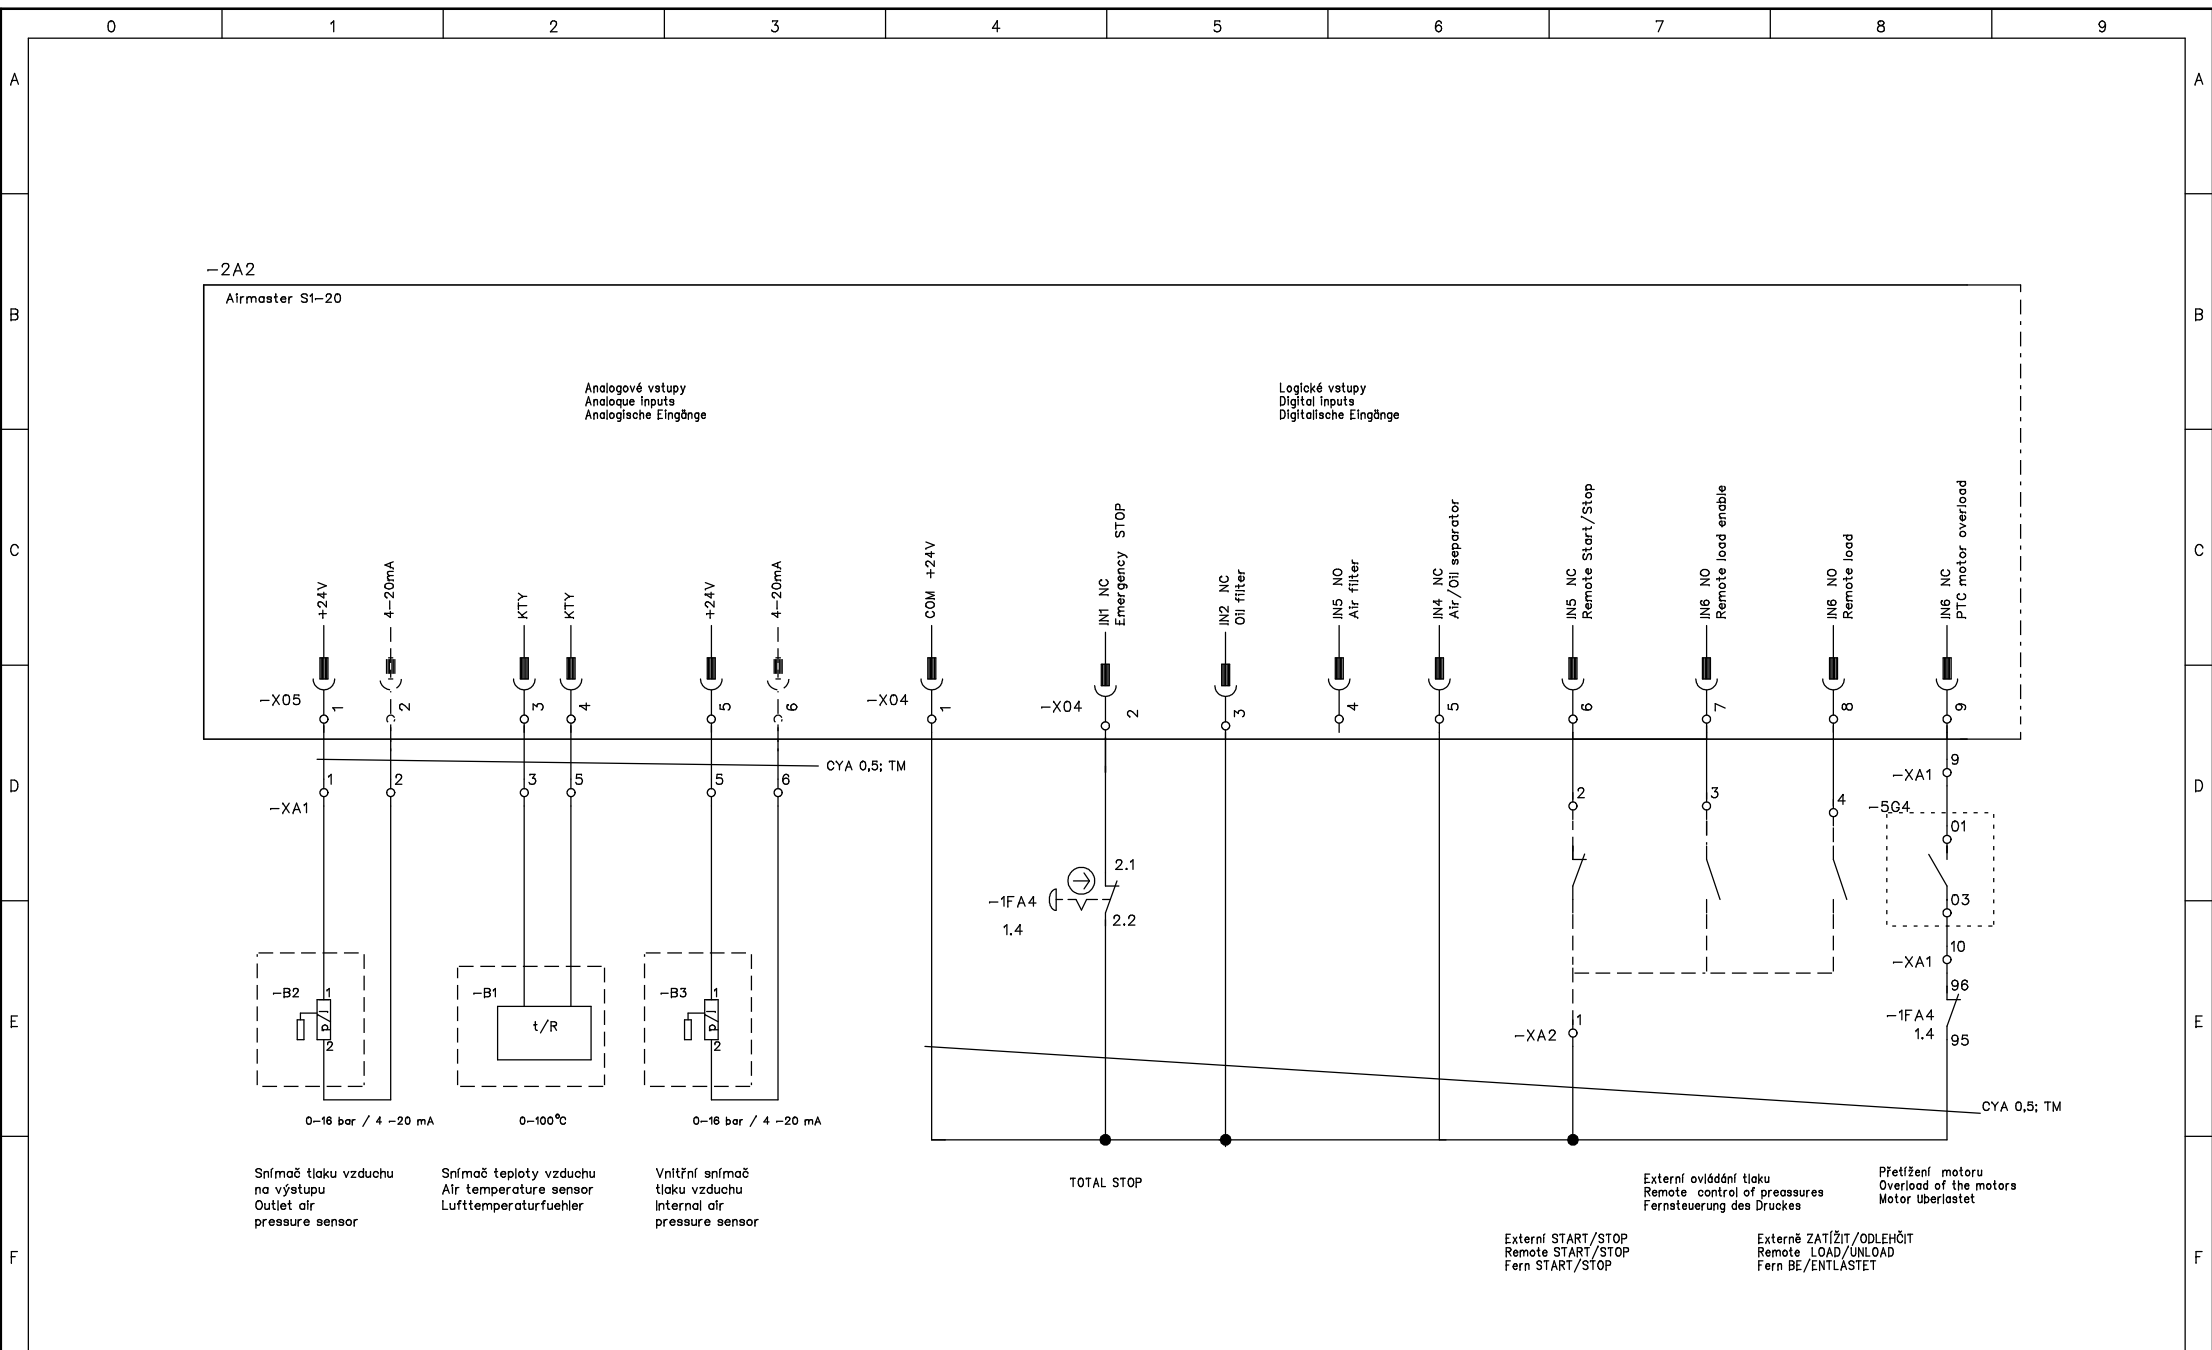 0 1 2 3 4 5 6 7 8 9
A A
B B
C C
D D
E E
F F
-2A2
Airmaster S1-20
Analogové vstupy
Analoque inputs
Analogische Eingänge
Logické vstupy
Digital inputs
Digitalische Eingänge
+24V
4-20mA
KTY
KTY
+24V
4-20mA
COM +24V
IN1 NC
Emergency STOP
IN2 NC
Oil filter
IN5 NO
Air filter
IN4 NC
Air/Oil separator
IN5 NC
Remote Start/Stop
IN6 NO
Remote load enable
IN6 NO
Remote load
IN6 NC
PTC motor overload
-X05 1 2 3 4 5 6
-X04 1
-X04 2 3 4 5 6 7 8 9
CYA 0,5; TM
-XA1 1 2 3 5 5 6
2 3 4
-XA1 9
-5G4
01
03
-XA1 10
96
-1FA4
1.4
95
2.1
-1FA4
2.2
1.4
-B2 1
p/I
2
-B1
t/R
-B3 1
p/I
2
-XA2 1
CYA 0,5; TM
0-16 bar / 4 -20 mA
0-100°C
0-16 bar / 4 -20 mA
Snímač tlaku vzduchu
na výstupu
Outlet air
pressure sensor
Snímač teploty vzduchu
Air temperature sensor
Lufttemperaturfuehler
Vnitřní snímač
tlaku vzduchu
Internal air
pressure sensor
TOTAL STOP
Externí ovládání tlaku
Remote control of preassures
Fernsteuerung des Druckes
Přetížení motoru
Overload of the motors
Motor Uberlastet
Externí START/STOP
Remote START/STOP
Fern START/STOP
Externě ZATÍŽIT/ODLEHČIT
Remote LOAD/UNLOAD
Fern BE/ENTLASTET